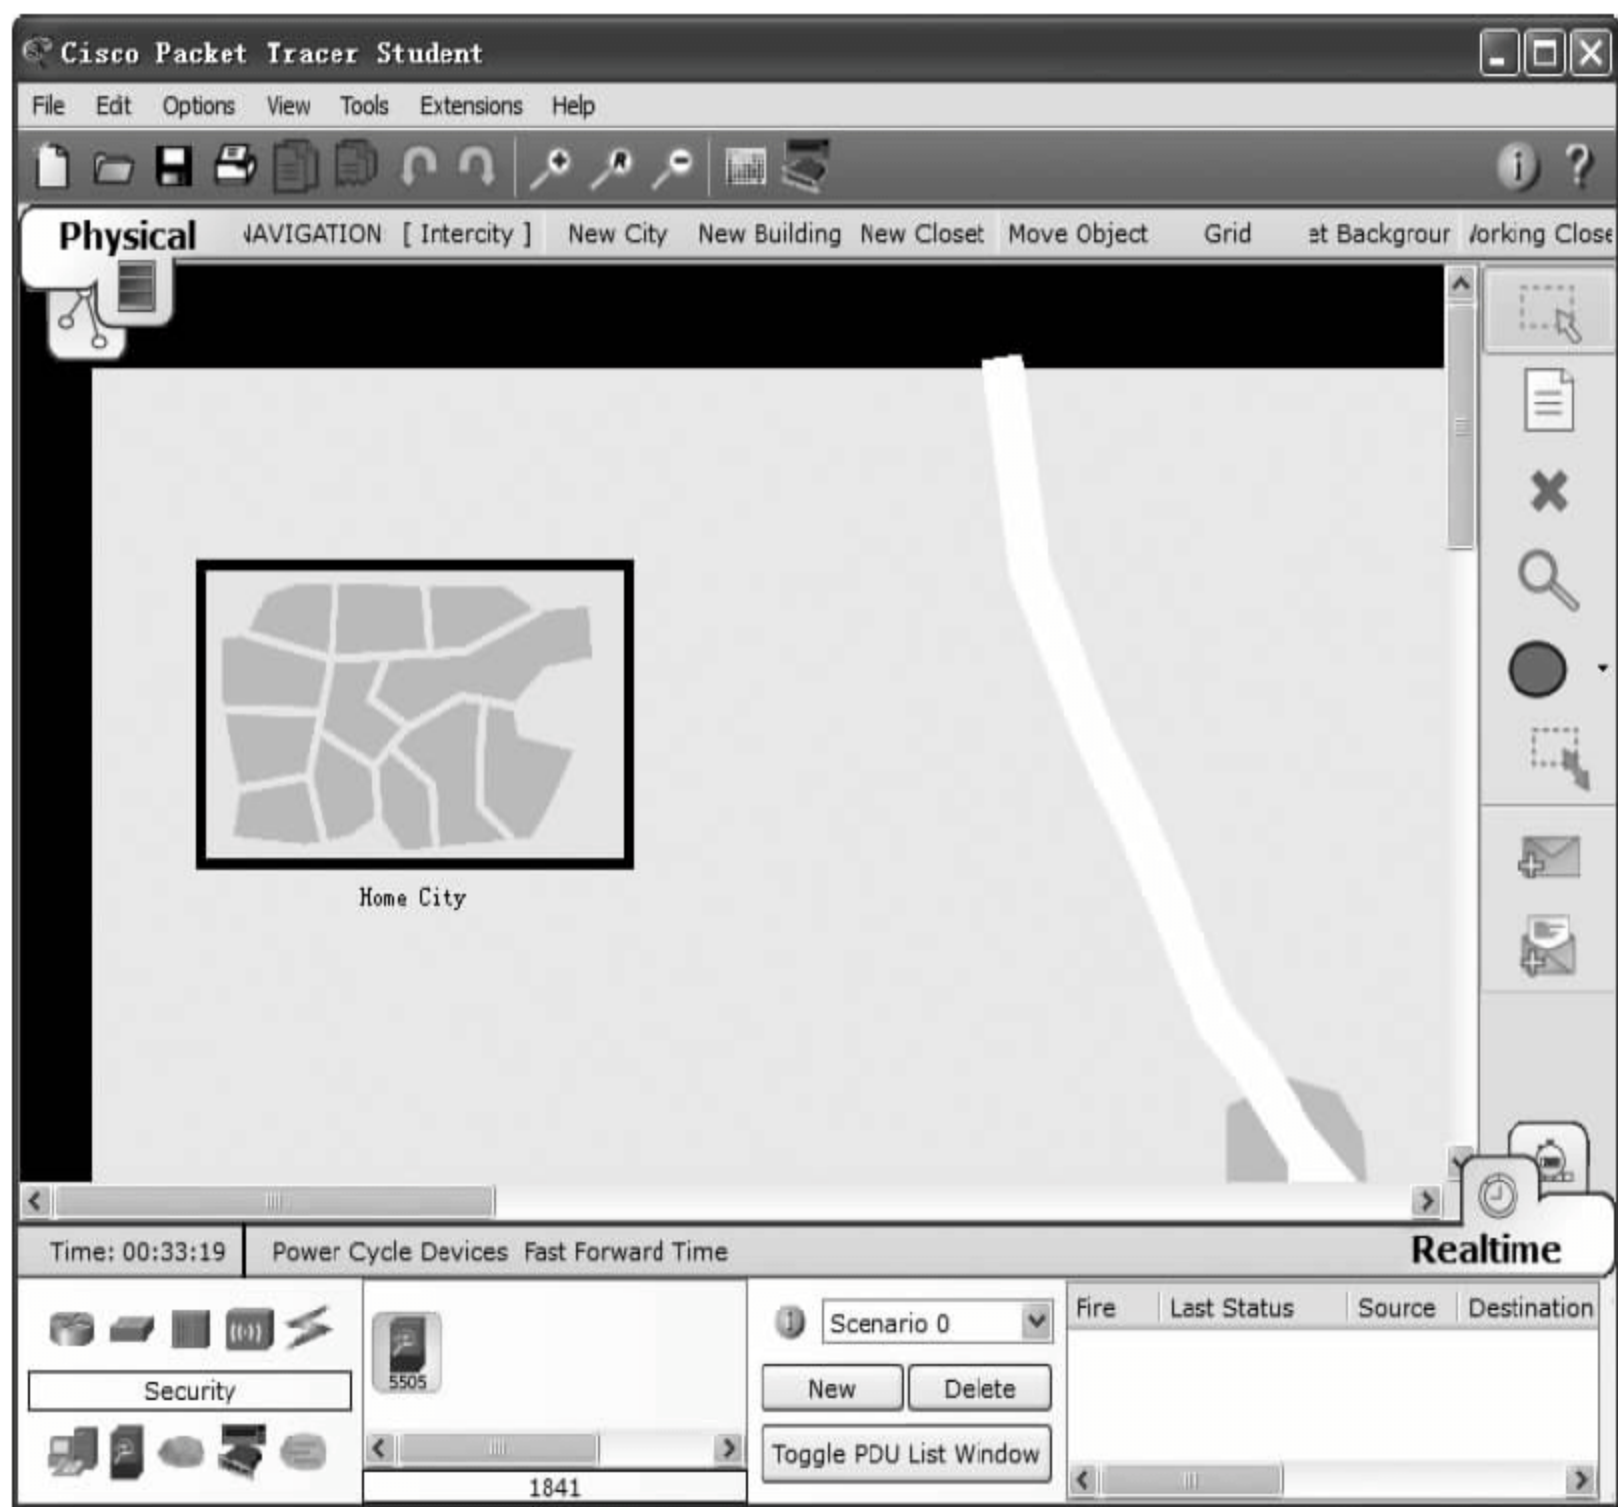 Cisco Packet Tracer Student
File Edit Options View Tools Extensions Help
Physical NAVIGATION [ Intercity ] New City New Building New Closet Move Object Grid et Backgrour orking Close
Home City
Time: 00:33:19 Power Cycle Devices Fast Forward Time Realtime
Scenario 0 Fire Last Status Source Destination
5505
Security New Delete
Toggle PDU List Window
1841